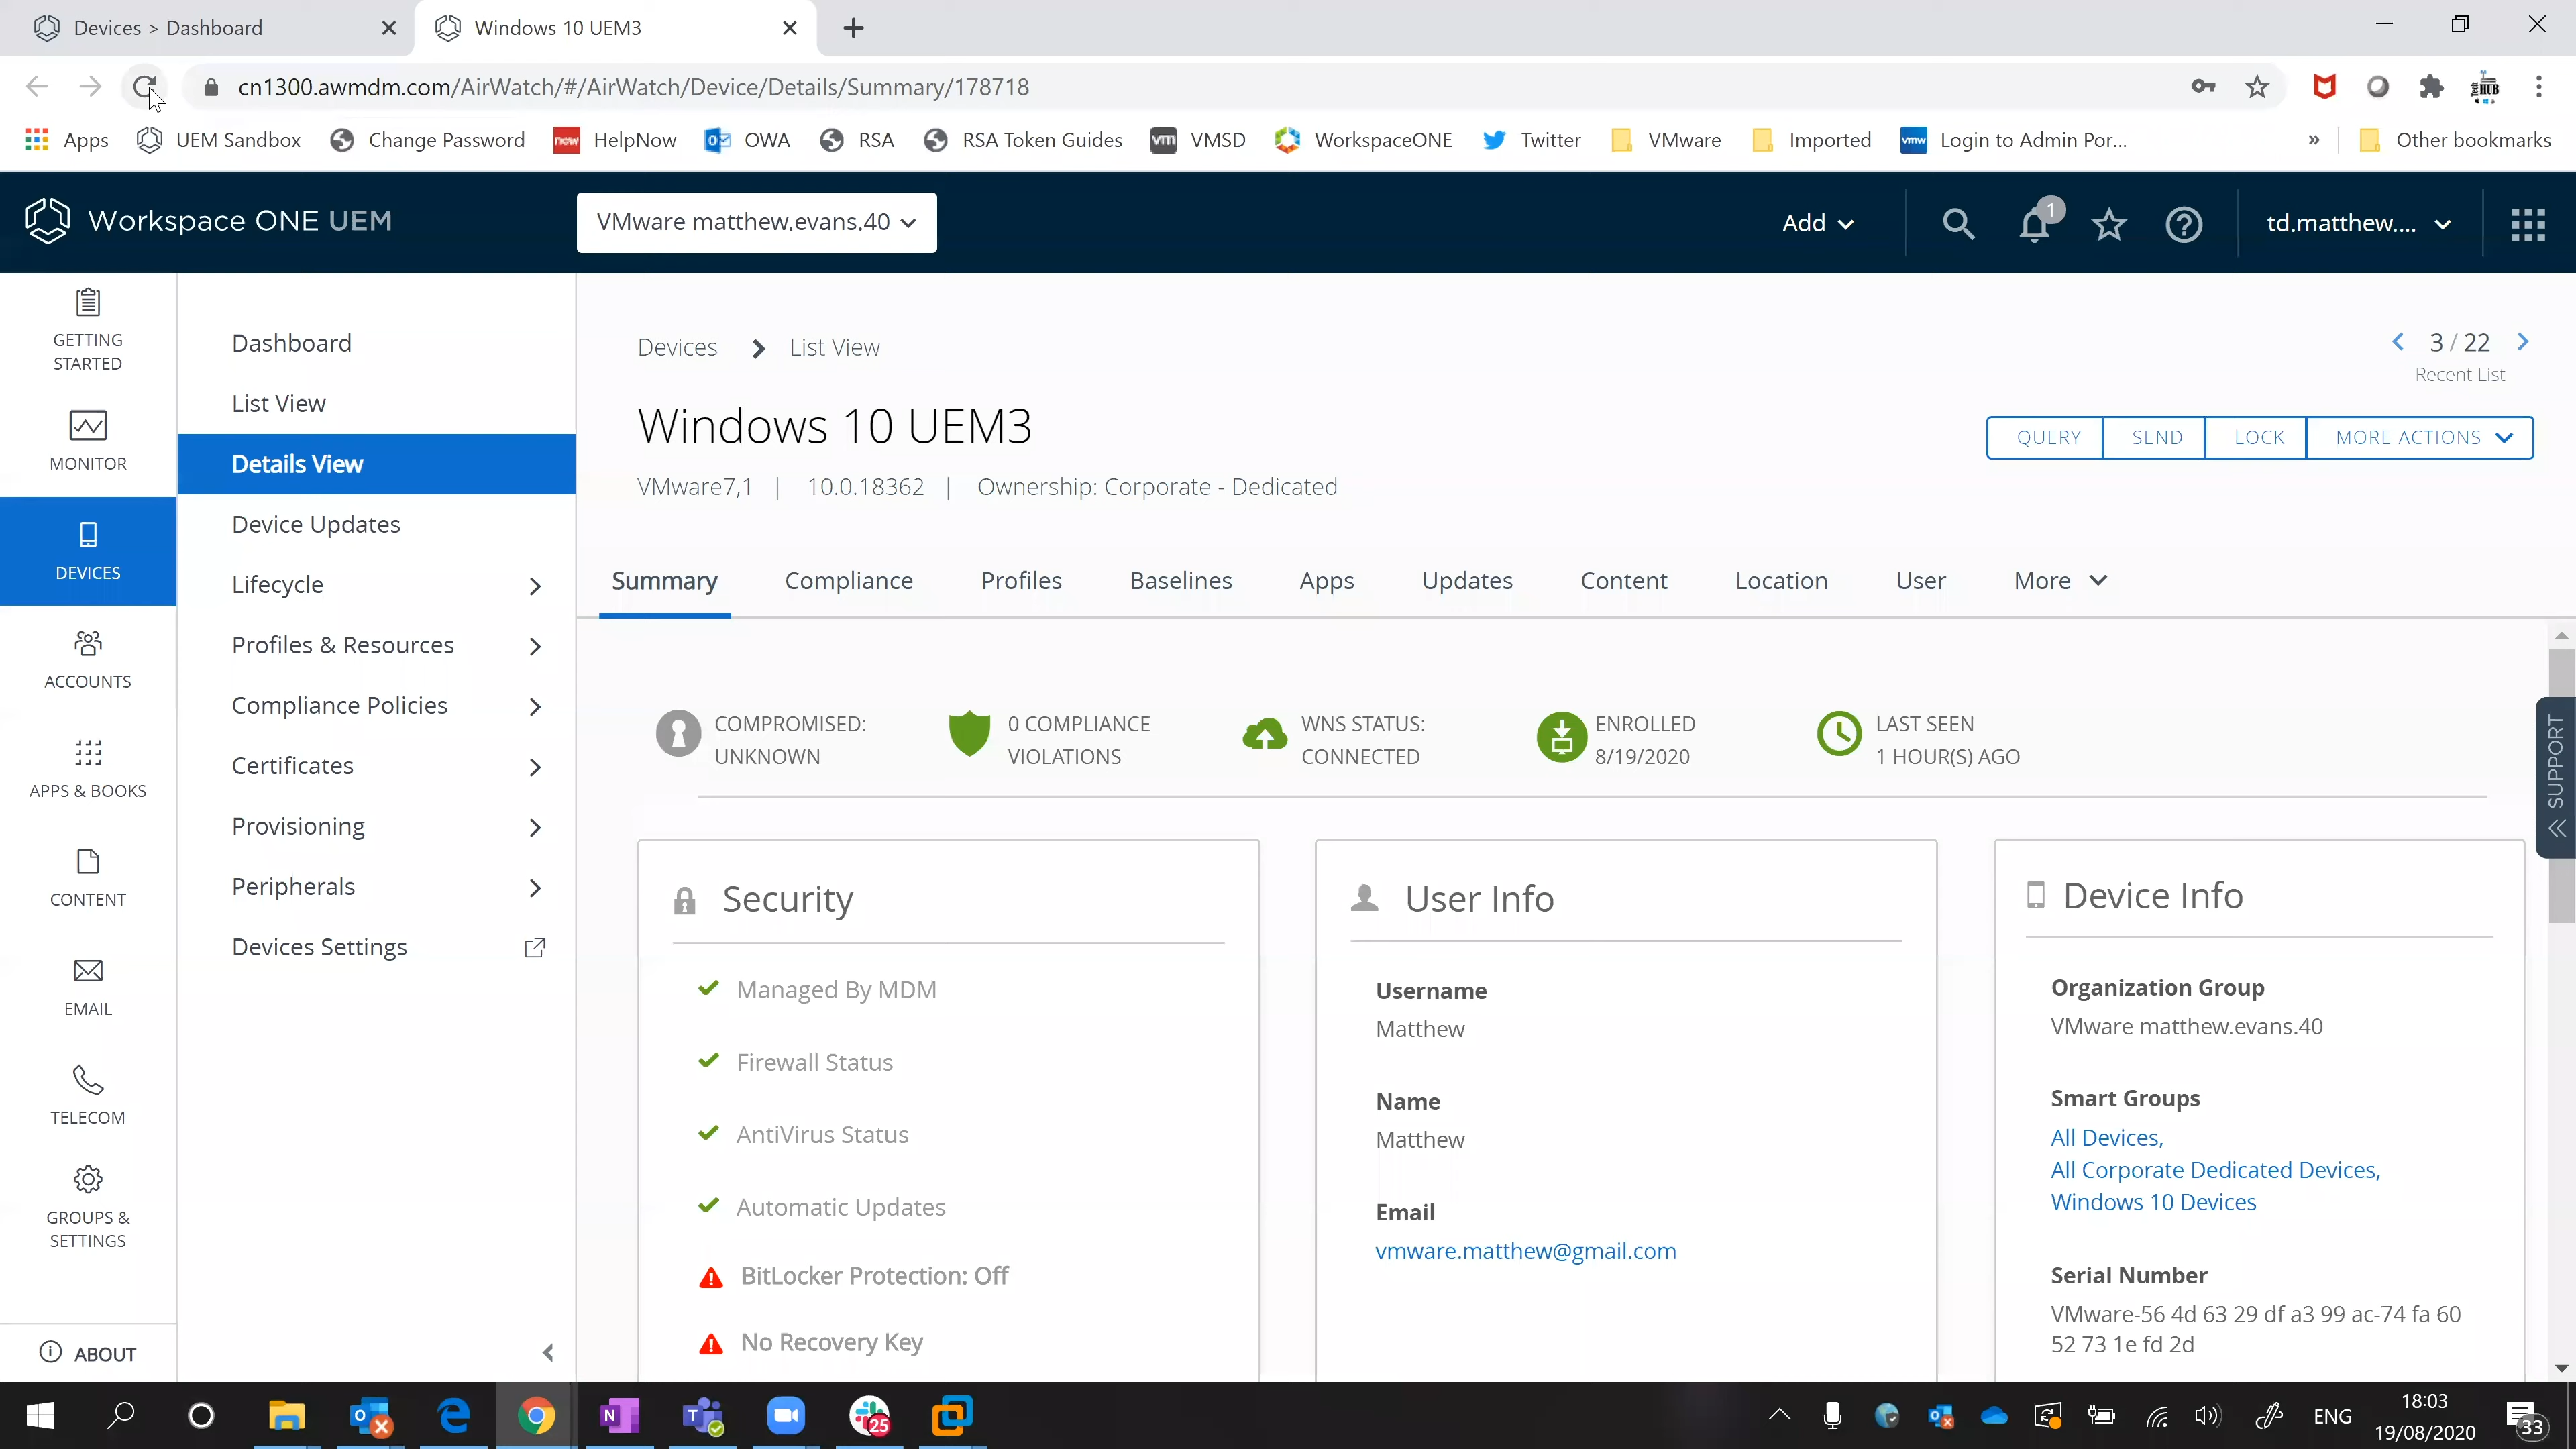 Devices > Dashboard
Windows 10 UEM3
cn1300.awmdm.com/AirWatch/#/AirWatch/Device/Details/Summary/178718
Apps
UEM Sandbox
Change Password
HelpNow
OWA
RSA
RSA Token Guides
VMSD
WorkspaceONE
Twitter
VMware
Imported
Login to Admin Por...
»
Other bookmarks
Workspace ONE UEM
VMware matthew.evans.40
Add
1
td.matthew....
GETTING
STARTED
MONITOR
DEVICES
ACCOUNTS
APPS & BOOKS
CONTENT
EMAIL
TELECOM
GROUPS &
SETTINGS
ABOUT
Dashboard
List View
Details View
Device Updates
Lifecycle
Profiles & Resources
Compliance Policies
Certificates
Provisioning
Peripherals
Devices Settings
Devices > List View
3 / 22
Recent List
Windows 10 UEM3
QUERY
SEND
LOCK
MORE ACTIONS
VMware7,1 | 10.0.18362 | Ownership: Corporate - Dedicated
Summary
Compliance
Profiles
Baselines
Apps
Updates
Content
Location
User
More
COMPROMISED:
UNKNOWN
0 COMPLIANCE
VIOLATIONS
WNS STATUS:
CONNECTED
ENROLLED
8/19/2020
LAST SEEN
1 HOUR(S) AGO
SUPPORT
Security
Managed By MDM
Firewall Status
AntiVirus Status
Automatic Updates
BitLocker Protection: Off
No Recovery Key
User Info
Username
Matthew
Name
Matthew
Email
vmware.matthew@gmail.com
Device Info
Organization Group
VMware matthew.evans.40
Smart Groups
All Devices,
All Corporate Dedicated Devices,
Windows 10 Devices
Serial Number
VMware-56 4d 63 29 df a3 99 ac-74 fa 60
52 73 1e fd 2d
25
ENG
18:03
19/08/2020
33